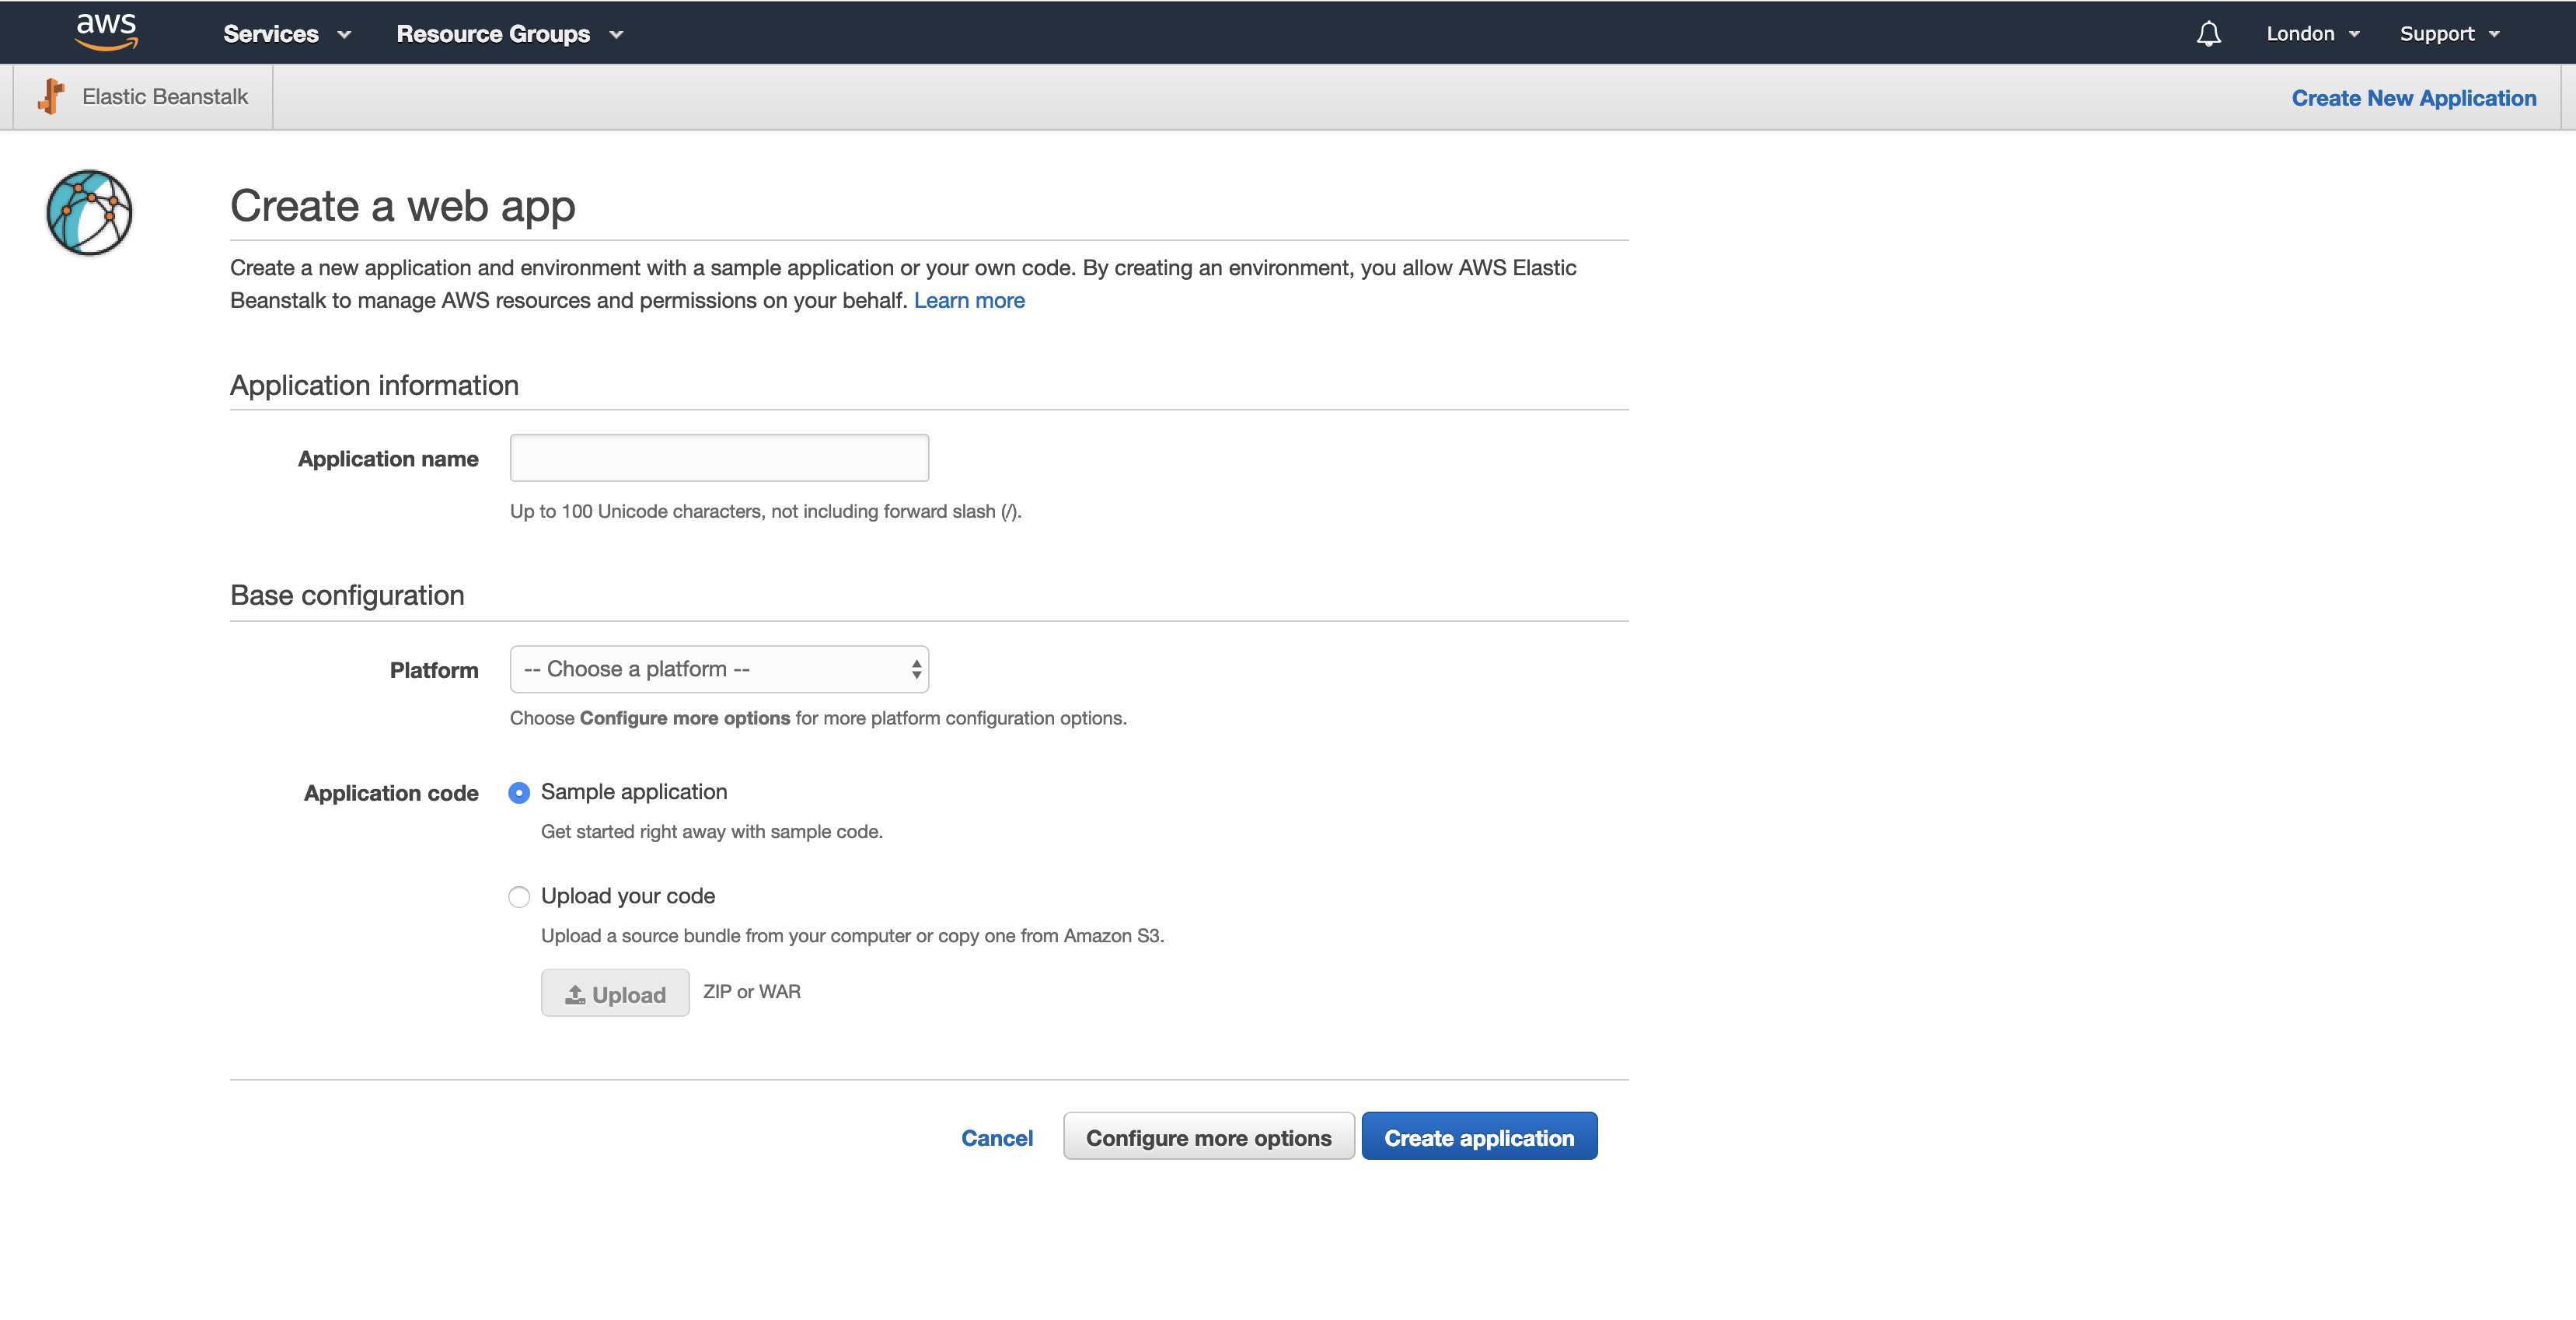 aws Services Resource Groups London Support
Elastic Beanstalk Create New Application
Create a web app
Create a new application and environment with a sample application or your own code. By creating an environment, you allow AWS Elastic
Beanstalk to manage AWS resources and permissions on your behalf. Learn more
Application information
Application name
Up to 100 Unicode characters, not including forward slash (/).
Base configuration
Platform -- Choose a platform --
Choose Configure more options for more platform configuration options.
Application code Sample application
Get started right away with sample code.
Upload your code
Upload a source bundle from your computer or copy one from Amazon S3.
Upload ZIP or WAR
Cancel Configure more options Create application